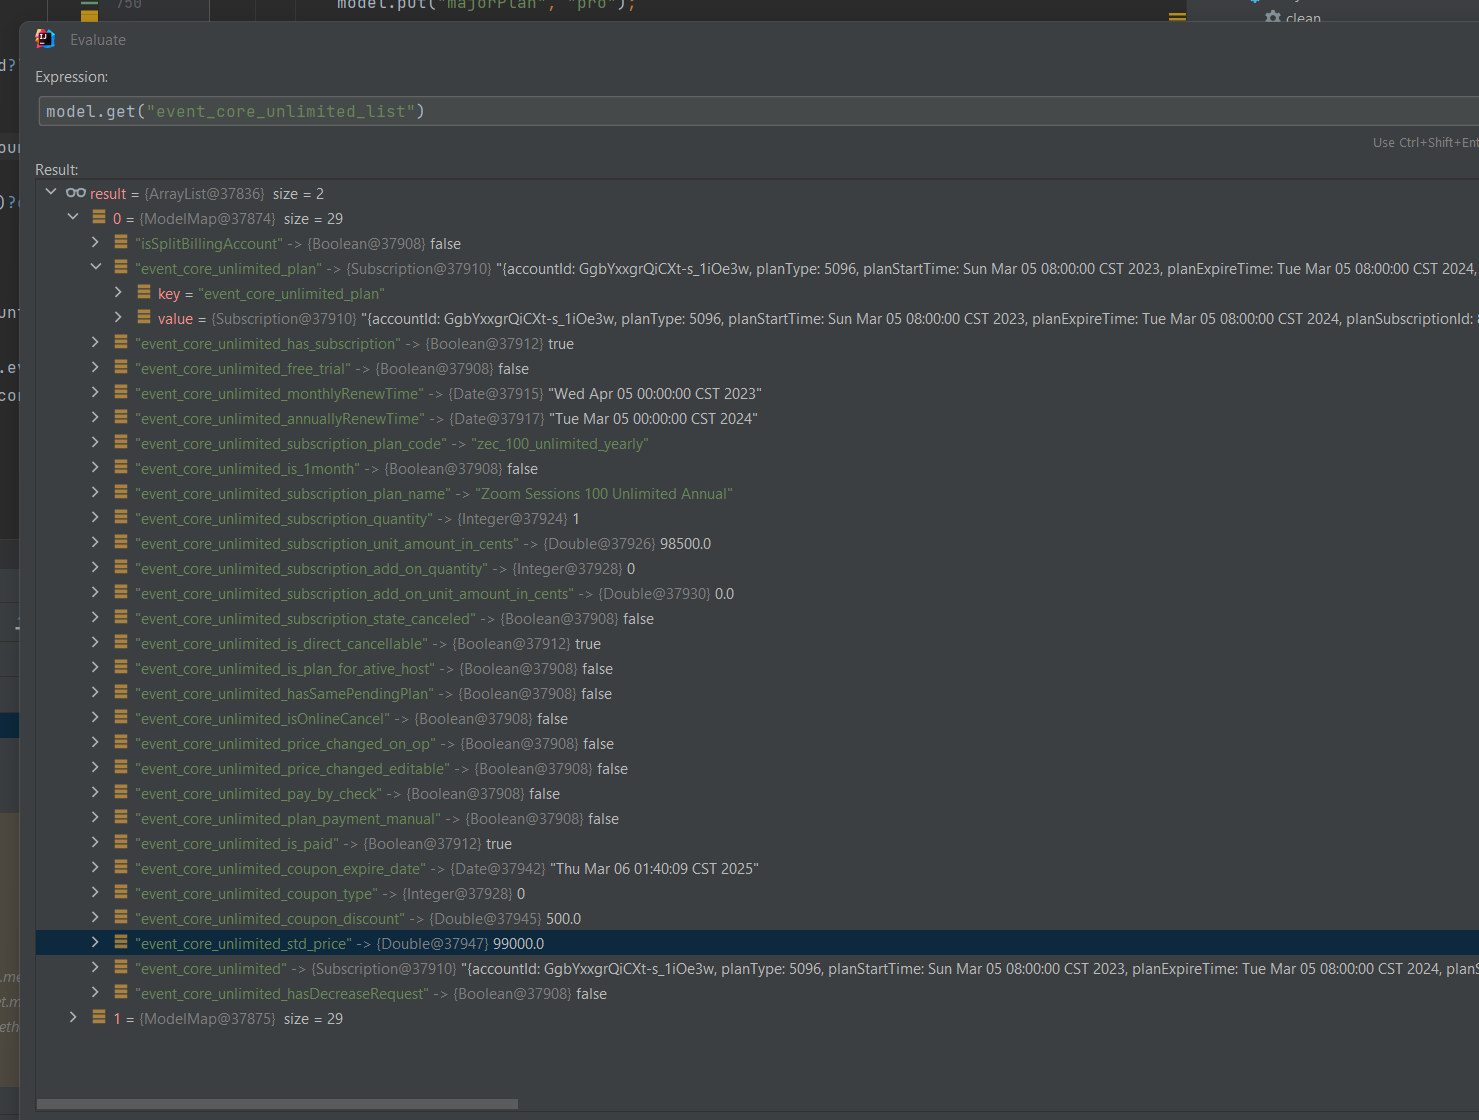 750
model.put("majorPlan", "pro");
clean
Evaluate
d?
Expression:
model.get("event_core_unlimited_list")
Use Ctrl+Shift+Ent
our
Result:
result = {ArrayList@37836} size = 2
)?
0 = {ModelMap@37874} size = 29
"isSplitBillingAccount" -> {Boolean@37908} false
"event_core_unlimited_plan" -> {Subscription@37910} "{accountId: GgbYxxgrQiCXt-s_1iOe3w, planType: 5096, planStartTime: Sun Mar 05 08:00:00 CST 2023, planExpireTime: Tue Mar 05 08:00:00 CST 2024,
key = "event_core_unlimited_plan"
unt
value = {Subscription@37910} "{accountId: GgbYxxgrQiCXt-s_1iOe3w, planType: 5096, planStartTime: Sun Mar 05 08:00:00 CST 2023, planExpireTime: Tue Mar 05 08:00:00 CST 2024, planSubscriptionId:
"event_core_unlimited_has_subscription" -> {Boolean@37912} true
.ev
"event_core_unlimited_free_trial" -> {Boolean@37908} false
cor
"event_core_unlimited_monthlyRenewTime" -> {Date@37915} "Wed Apr 05 00:00:00 CST 2023"
"event_core_unlimited_annuallyRenewTime" -> {Date@37917} "Tue Mar 05 00:00:00 CST 2024"
"event_core_unlimited_subscription_plan_code" -> "zec_100_unlimited_yearly"
"event_core_unlimited_is_1month" -> {Boolean@37908} false
"event_core_unlimited_subscription_plan_name" -> "Zoom Sessions 100 Unlimited Annual"
"event_core_unlimited_subscription_quantity" -> {Integer@37924} 1
"event_core_unlimited_subscription_unit_amount_in_cents" -> {Double@37926} 98500.0
"event_core_unlimited_subscription_add_on_quantity" -> {Integer@37928} 0
"event_core_unlimited_subscription_add_on_unit_amount_in_cents" -> {Double@37930} 0.0
"event_core_unlimited_subscription_state_canceled" -> {Boolean@37908} false
"event_core_unlimited_is_direct_cancellable" -> {Boolean@37912} true
"event_core_unlimited_is_plan_for_ative_host" -> {Boolean@37908} false
"event_core_unlimited_hasSamePendingPlan" -> {Boolean@37908} false
"event_core_unlimited_isOnlineCancel" -> {Boolean@37908} false
"event_core_unlimited_price_changed_on_op" -> {Boolean@37908} false
"event_core_unlimited_price_changed_editable" -> {Boolean@37908} false
"event_core_unlimited_pay_by_check" -> {Boolean@37908} false
"event_core_unlimited_plan_payment_manual" -> {Boolean@37908} false
"event_core_unlimited_is_paid" -> {Boolean@37912} true
"event_core_unlimited_coupon_expire_date" -> {Date@37942} "Thu Mar 06 01:40:09 CST 2025"
"event_core_unlimited_coupon_type" -> {Integer@37928} 0
"event_core_unlimited_coupon_discount" -> {Double@37945} 500.0
"event_core_unlimited_std_price" -> {Double@37947} 99000.0
"event_core_unlimited" -> {Subscription@37910} "{accountId: GgbYxxgrQiCXt-s_1iOe3w, planType: 5096, planStartTime: Sun Mar 05 08:00:00 CST 2023, planExpireTime: Tue Mar 05 08:00:00 CST 2024, planS
.me
"event_core_unlimited_hasDecreaseRequest" -> {Boolean@37908} false
et.m
1 = {ModelMap@37875} size = 29
eth